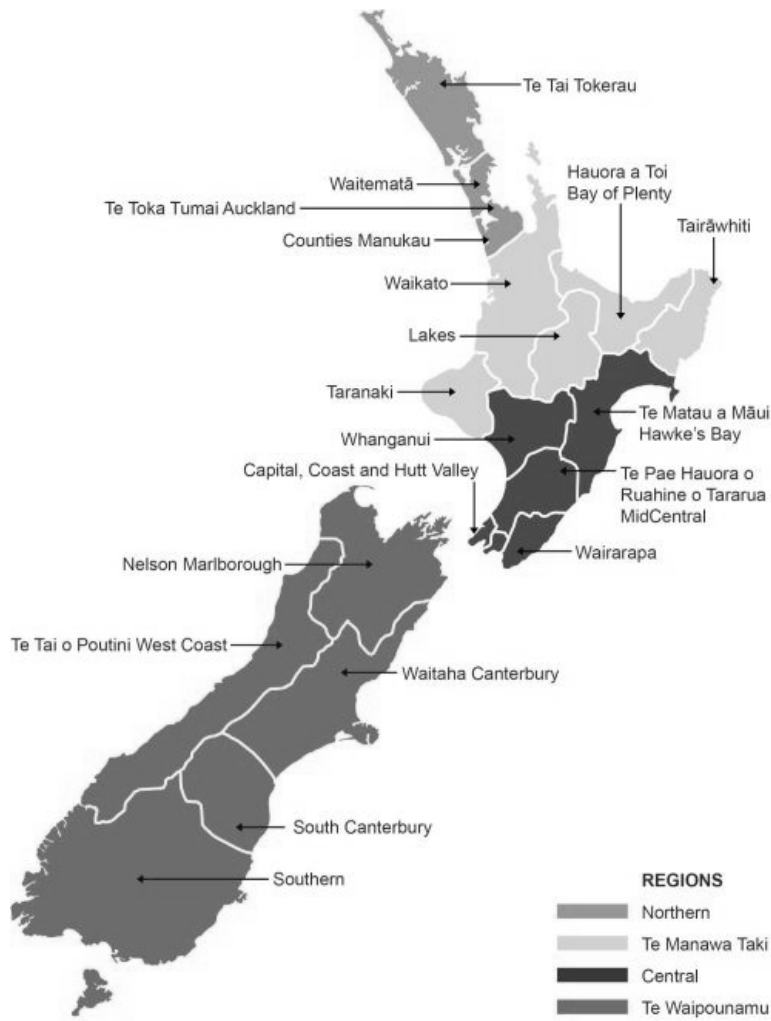 Te Tai Tokerau
Waitematā
Te Toka Tumai Auckland
Counties Manukau
Hauora a Toi
Bay of Plenty
Tairāwhiti
Waikato
Lakes
Taranaki
Te Matau a Māui
Hawke's Bay
Whanganui
Capital, Coast and Hutt Valley
Te Pae Hauora o
Ruahine o Tararua
MidCentral
Wairarapa
Nelson Marlborough
Te Tai o Poutini West Coast
Waitaha Canterbury
South Canterbury
Southern
REGIONS
Northern
Te Manawa Taki
Central
Te Waipounamu